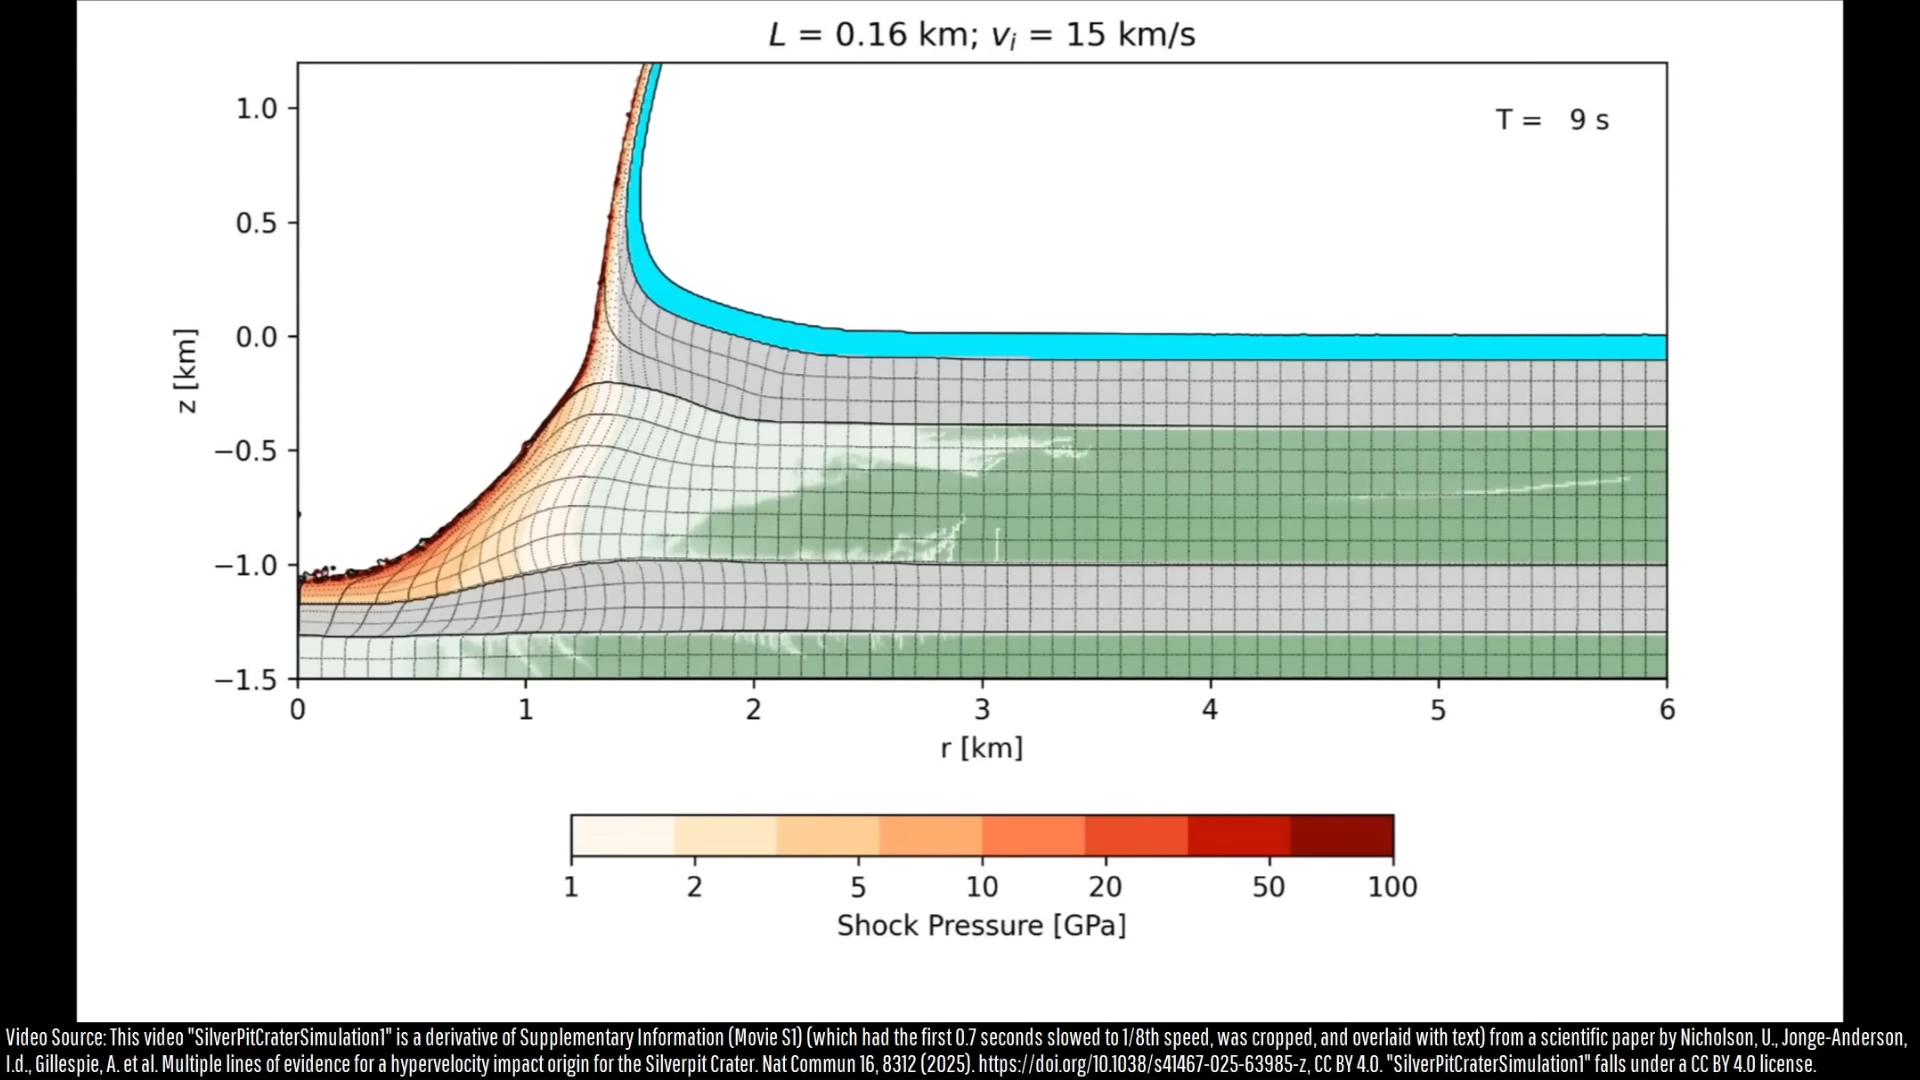 L = 0.16 km; vᵢ = 15 km/s
T = 9 s
1.0
0.5
0.0
−0.5
−1.0
−1.5
z [km]
0 1 2 3 4 5 6
r [km]
1 2 5 10 20 50 100
Shock Pressure [GPa]
Video Source: This video "SilverPitCraterSimulation1" is a derivative of Supplementary Information (Movie S1) (which had the first 0.7 seconds slowed to 1/8th speed, was cropped, and overlaid with text) from a scientific paper by Nicholson, U., Jonge-Anderson,
I.d., Gillespie, A. et al. Multiple lines of evidence for a hypervelocity impact origin for the Silverpit Crater. Nat Commun 16, 8312 (2025). https://doi.org/10.1038/s41467-025-63985-z, CC BY 4.0. "SilverPitCraterSimulation1" falls under a CC BY 4.0 license.